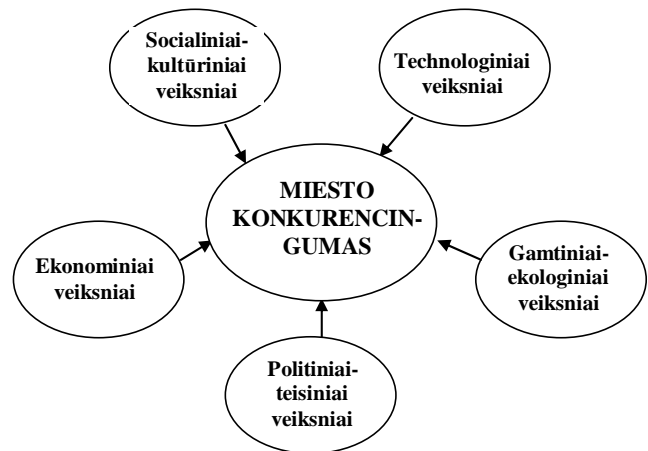 Socialiniai-
kultūriniai
veiksniai
Technologiniai
veiksniai
MIESTO
KONKURENCIN-
GUMAS
Ekonominiai
veiksniai
Gamtiniai-
ekologiniai
veiksniai
Politiniai-
teisiniai
veiksniai